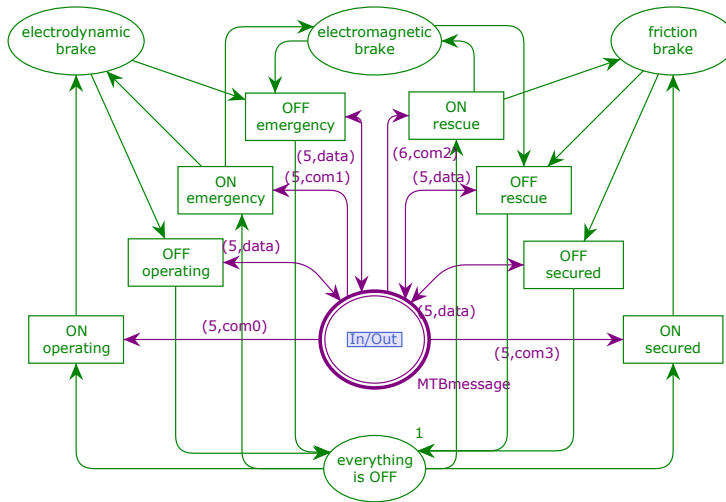 electrodynamic
brake
electromagnetic
brake
friction
brake
OFF
emergency
ON
rescue
(5,data)
(6,com2)
ON
emergency
(5,com1)
(5,data)
OFF
rescue
OFF
operating
(5,data)
OFF
secured
ON
operating
(5,com0)
In/Out
(5,data)
(5,com3)
ON
secured
MTBmessage
1
everything
is OFF